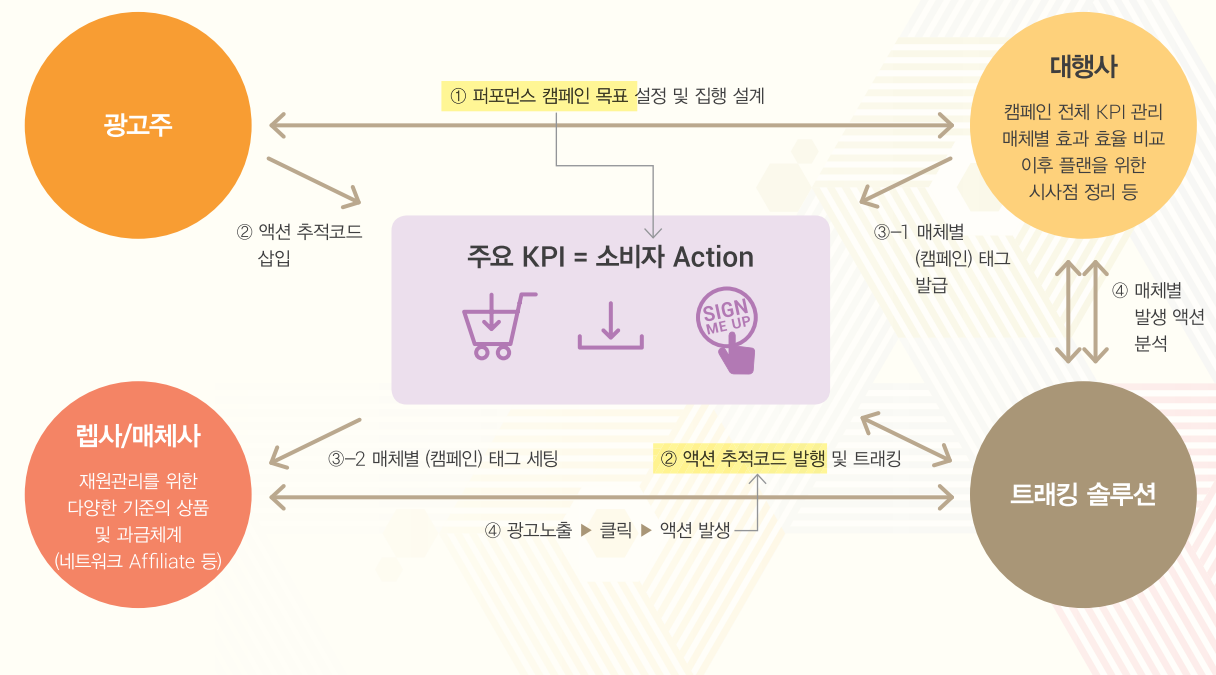 광고주
① 퍼포먼스 캠페인 목표 설정 및 집행 설계
대행사
캠페인 전체 KPI 관리
매체별 효과 효율 비교
이후 플랜을 위한
시사점 정리 등
② 액션 추적코드
삽입
③-1 매체별
(캠페인) 태그
발급
주요 KPI = 소비자 Action
SIGN
ME UP
④ 매체별
발생 액션
분석
렙사/매체사
재원관리를 위한
다양한 기준의 상품
및 과금체계
(네트워크 Affiliate 등)
③-2 매체별 (캠페인) 태그 세팅
② 액션 추적코드 발행 및 트래킹
트래킹 솔루션
④ 광고노출 ▶ 클릭 ▶ 액션 발생